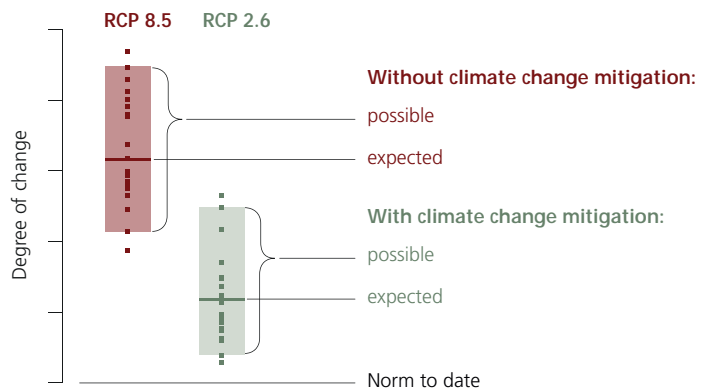 RCP 8.5
RCP 2.6
Degree of change
Without climate change mitigation:
possible
expected
With climate change mitigation:
possible
expected
Norm to date